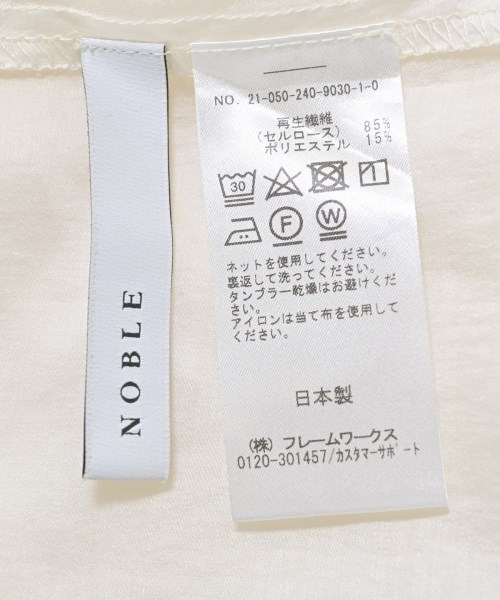 NOBLE
NO. 21-050-240-9030-1-0
再生繊維
(セルロース) 85%
ポリエステル 15%
30
F
W
ネットを使用してください。
裏返して洗ってください。
タンブラー乾燥はお避けくだ
さい。
アイロンは当て布を使用して
ください。
日本製
(株) フレームワークス
0120-301457/カスタマーサポート